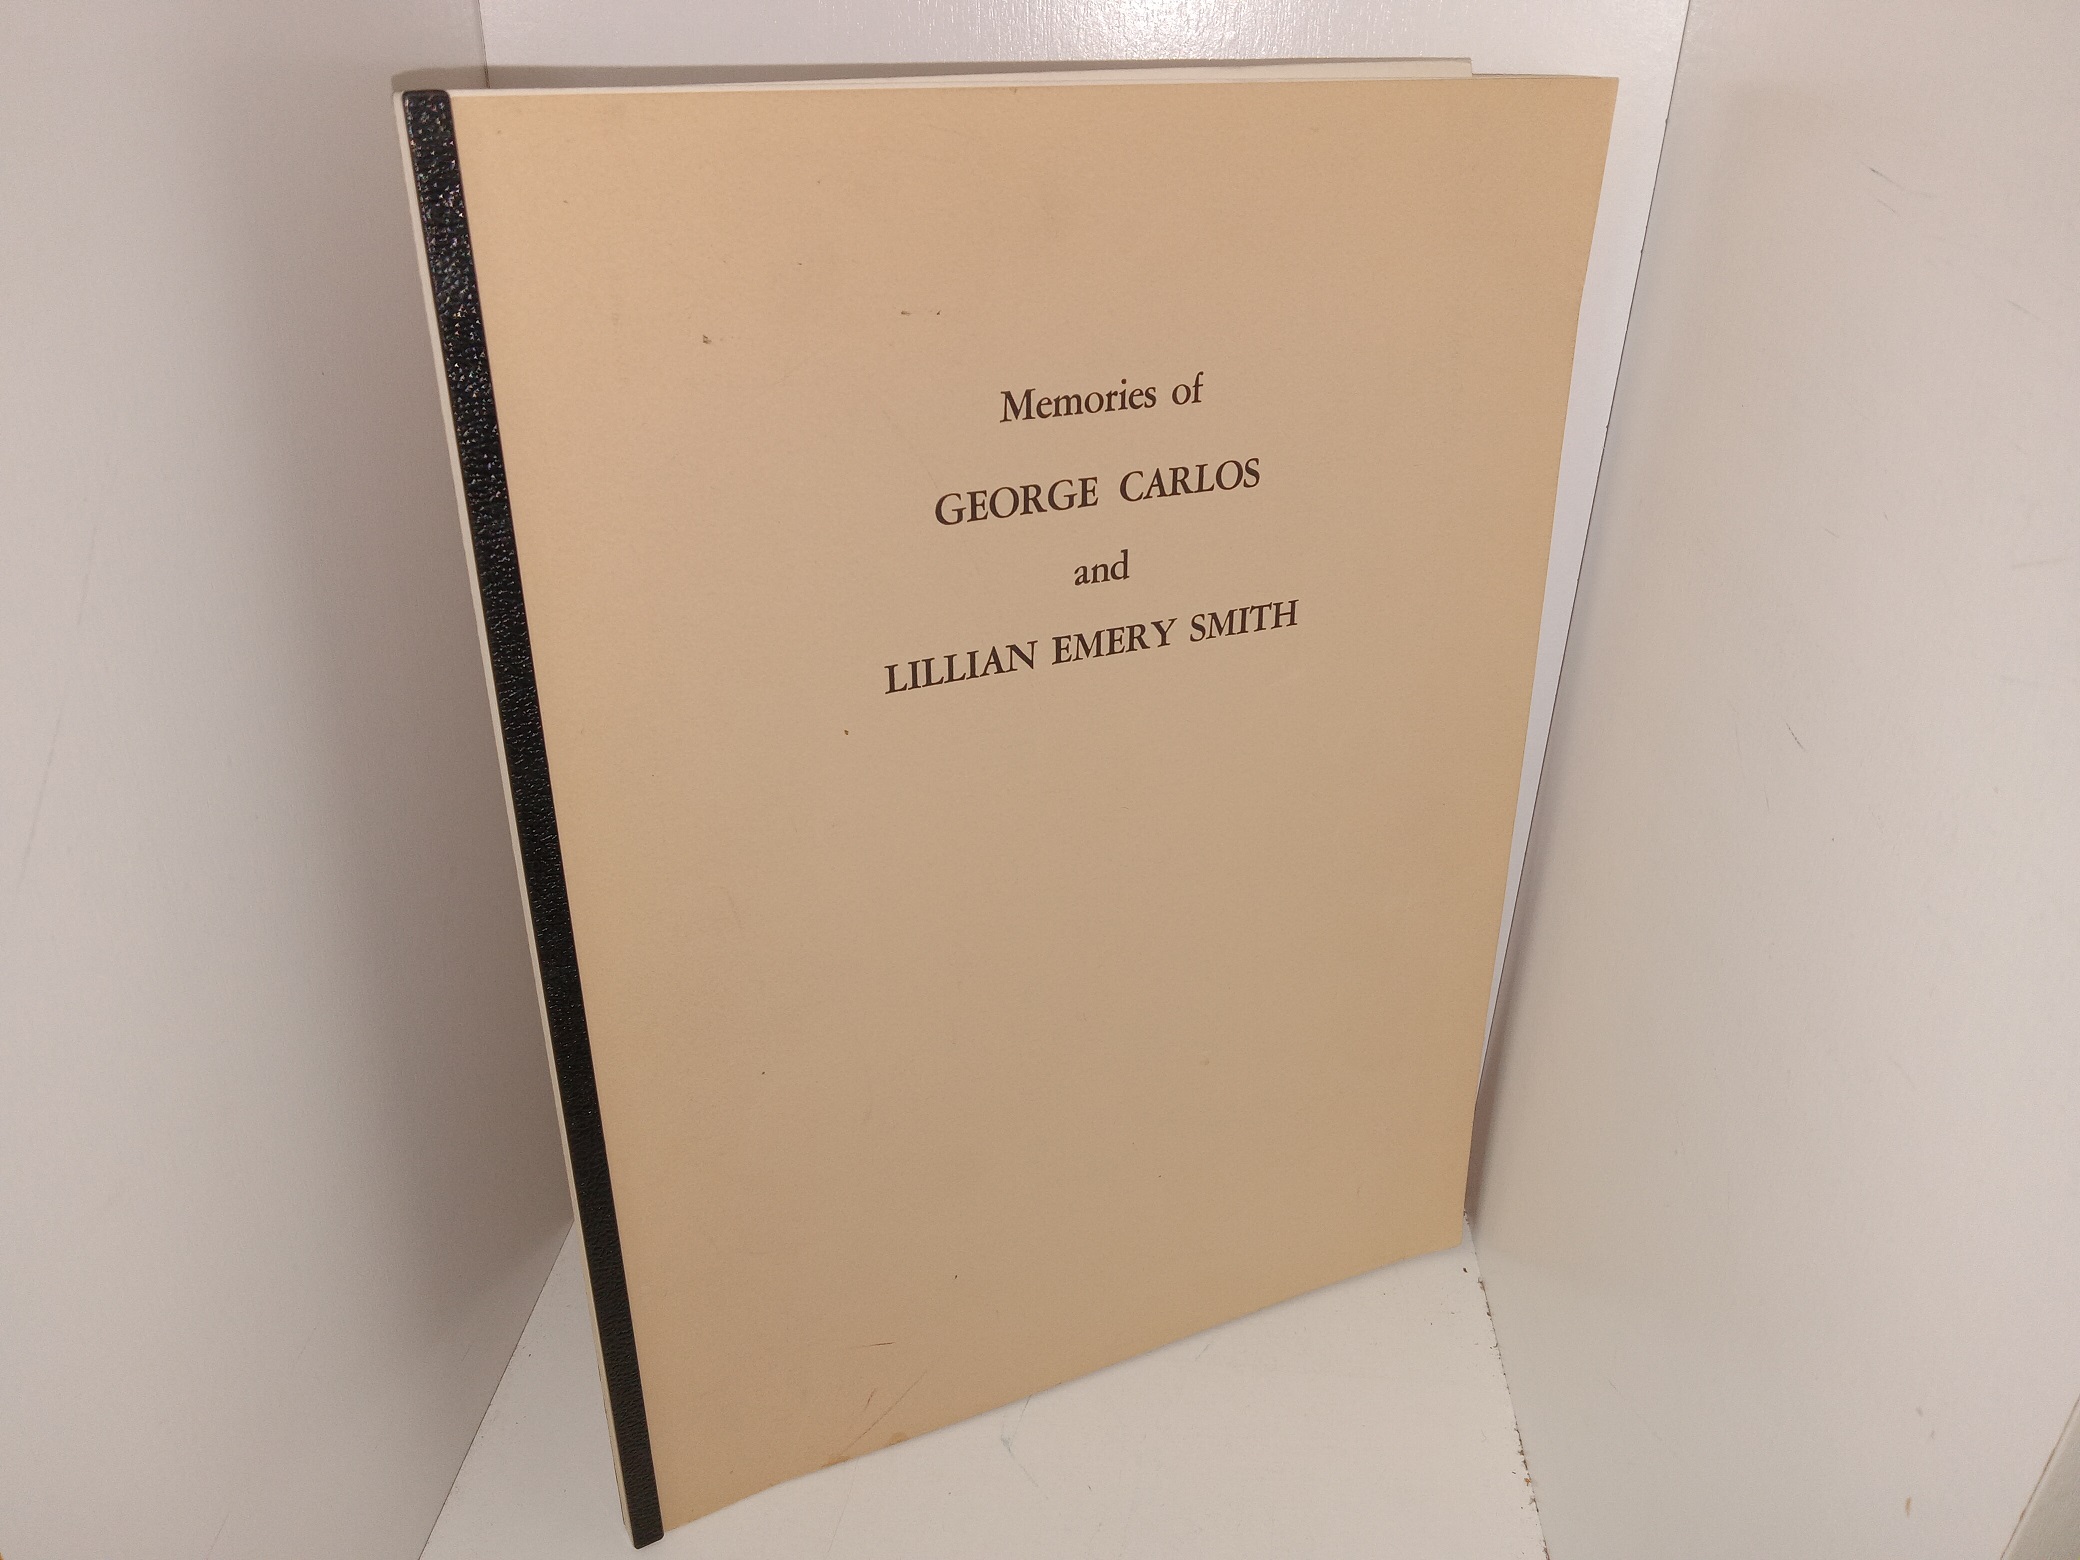 Memories of
GEORGE CARLOS
and
LILLIAN EMERY SMITH